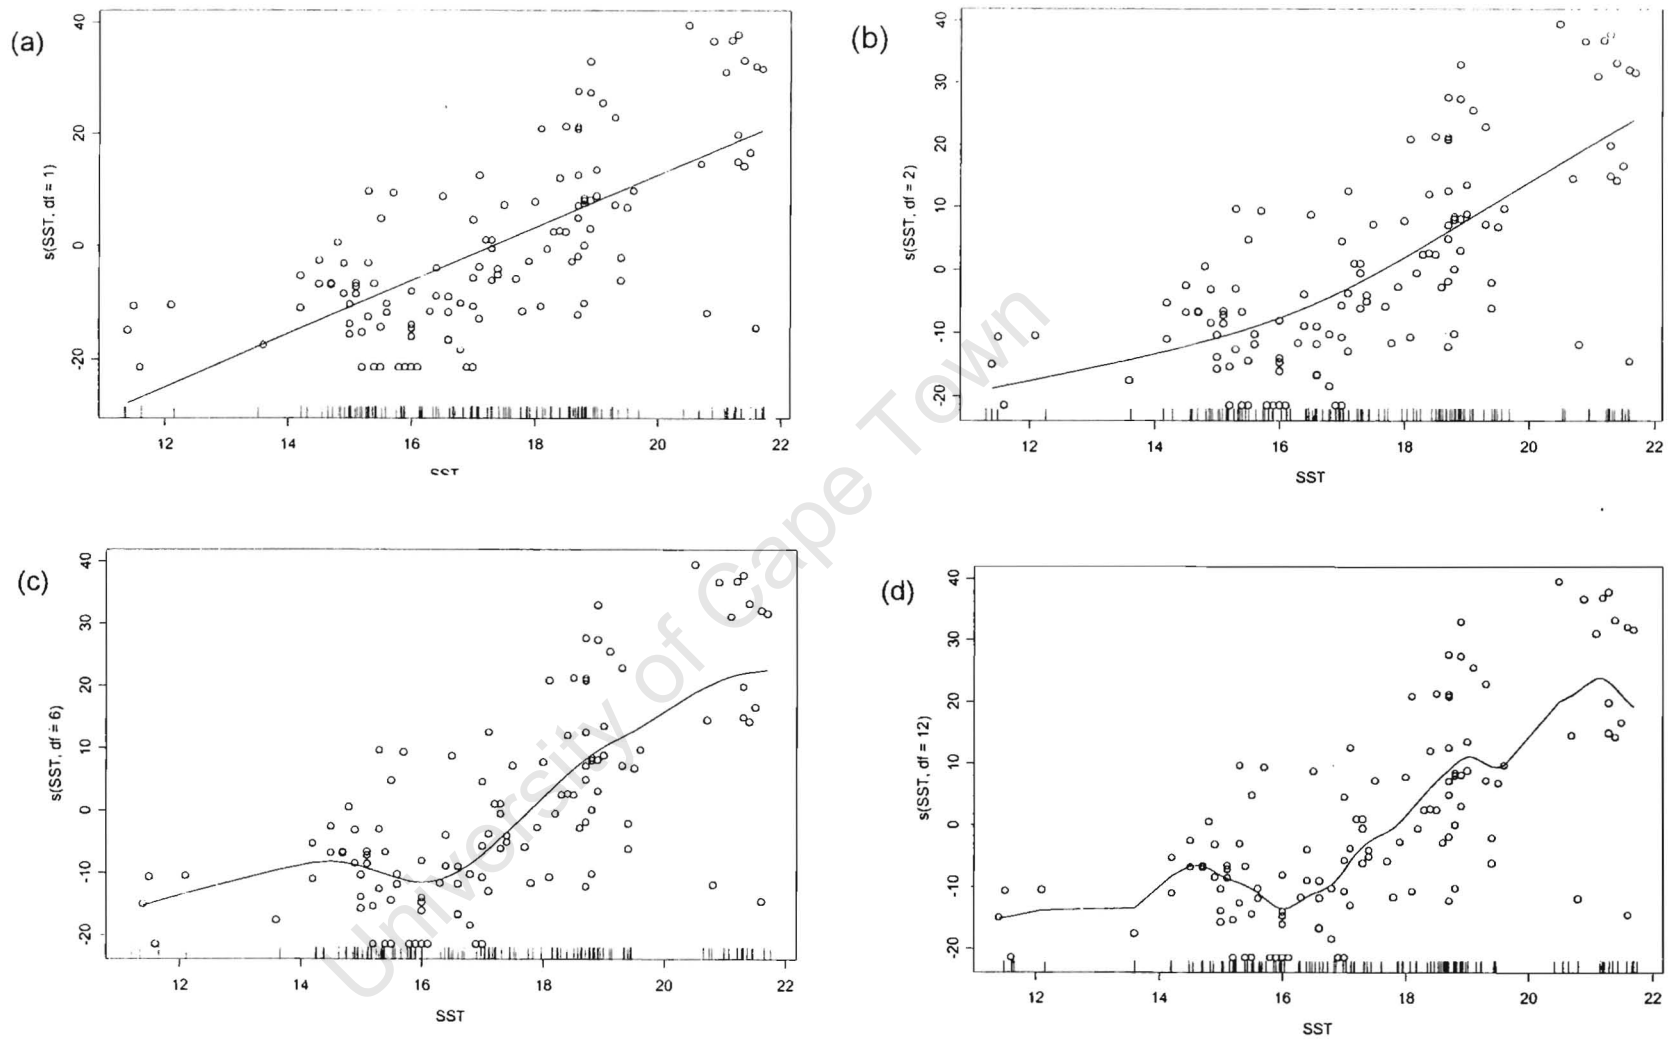 (a)
s(SST, df = 1)
40
20
0
-20
12 14 16 18 20 22
SST
(b)
s(SST, df = 2)
40
30
20
10
0
-10
-20
12 14 16 18 20 22
SST
(c)
s(SST, df = 6)
40
30
20
10
0
-10
-20
12 14 16 18 20 22
SST
(d)
s(SST, df = 12)
40
30
20
10
0
-10
-20
12 14 16 18 20 22
SST
University of Cape Town